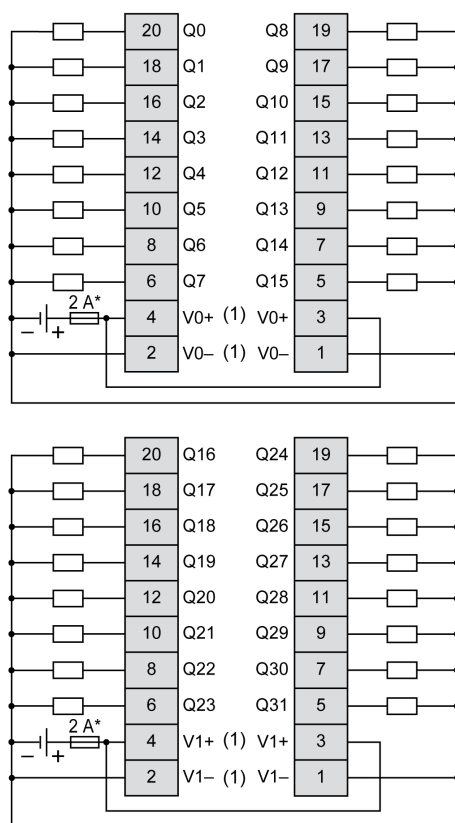 20 Q0 Q8 19
18 Q1 Q9 17
16 Q2 Q10 15
14 Q3 Q11 13
12 Q4 Q12 11
10 Q5 Q13 9
8 Q6 Q14 7
6 Q7 Q15 5
2 A*
− + 4 V0+ (1) V0+ 3
2 V0– (1) V0– 1
20 Q16 Q24 19
18 Q17 Q25 17
16 Q18 Q26 15
14 Q19 Q27 13
12 Q20 Q28 11
10 Q21 Q29 9
8 Q22 Q30 7
6 Q23 Q31 5
2 A*
− + 4 V1+ (1) V1+ 3
2 V1– (1) V1– 1